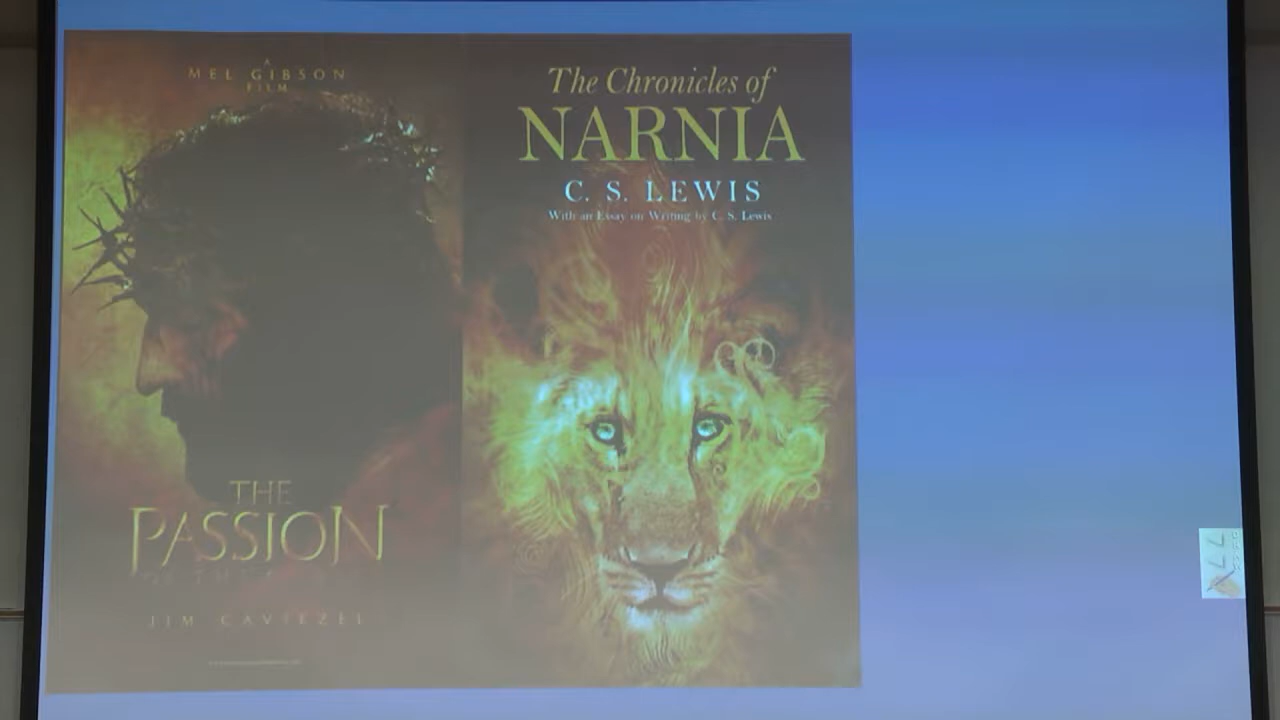 A
MEL GIBSON
FILM
THE
PASSION
JIM CAVIEZEL
The Chronicles of
NARNIA
C. S. LEWIS
With an Essay on Writing by C. S. Lewis